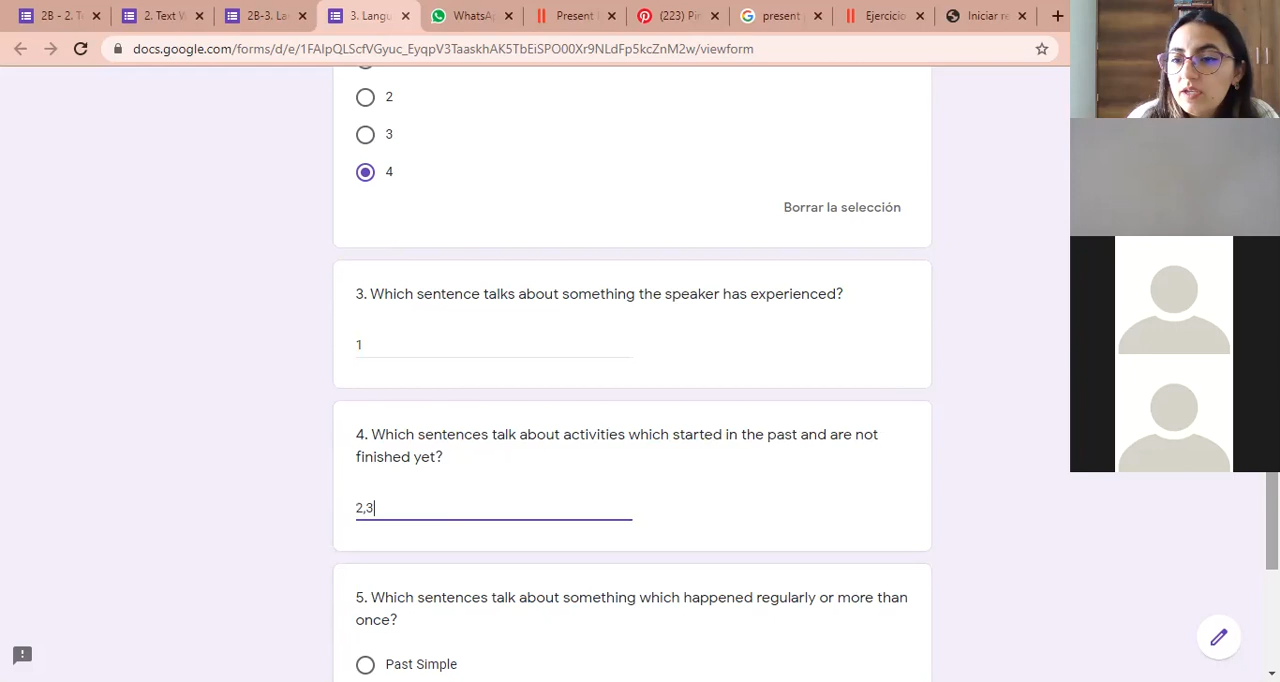 2B - 2. T
2. Text W
B-3. La
3. Langu
WhatsAp
Present
(223) Pi
present
Ejercicio
Iniciar re
docs.google.com/forms/d/e/1FAIpQLScfVGyuc_EyqpV3TaaskhAK5TbEiSPO00Xr9NLdFp5kcZnM2w/viewform
2
3
4
Borrar la selección
3. Which sentence talks about something the speaker has experienced?
1
4. Which sentences talk about activities which started in the past and are not
finished yet?
2,3
5. Which sentences talk about something which happened regularly or more than
once?
Past Simple